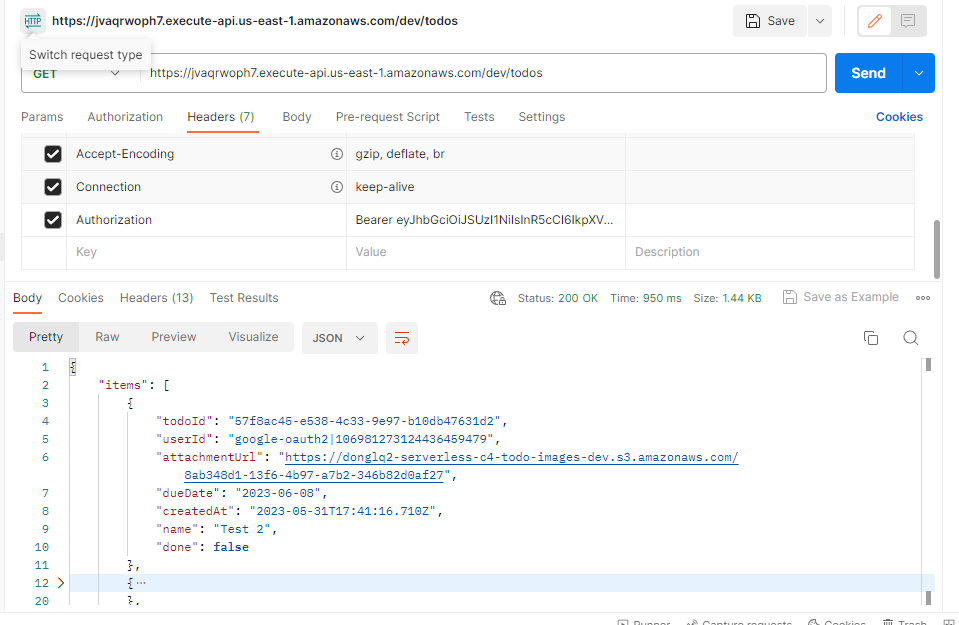 HTTP https://jvaqrwoph7.execute-api.us-east-1.amazonaws.com/dev/todos Save
Switch request type
GET https://jvaqrwoph7.execute-api.us-east-1.amazonaws.com/dev/todos Send
Params Authorization Headers (7) Body Pre-request Script Tests Settings Cookies
Accept-Encoding gzip, deflate, br
Connection keep-alive
Authorization Bearer eyJhbGciOiJSUzI1NiIsInR5cCI6IkpXV...
Key Value Description
Body Cookies Headers (13) Test Results Status: 200 OK Time: 950 ms Size: 1.44 KB Save as Example
Pretty Raw Preview Visualize JSON
1 {
2 "items": [
3 {
4 "todoId": "57f8ac45-e538-4c33-9e97-b10db47631d2",
5 "userId": "google-oauth2|106981273124436459479",
6 "attachmentUrl": "https://donglq2-serverless-c4-todo-images-dev.s3.amazonaws.com/
8ab348d1-13f6-4b97-a7b2-346b82d0af27",
7 "dueDate": "2023-06-08",
8 "createdAt": "2023-05-31T17:41:16.710Z",
9 "name": "Test 2",
10 "done": false
11 },
12 {…
20 },
Runner Capture requests Cookies Trash